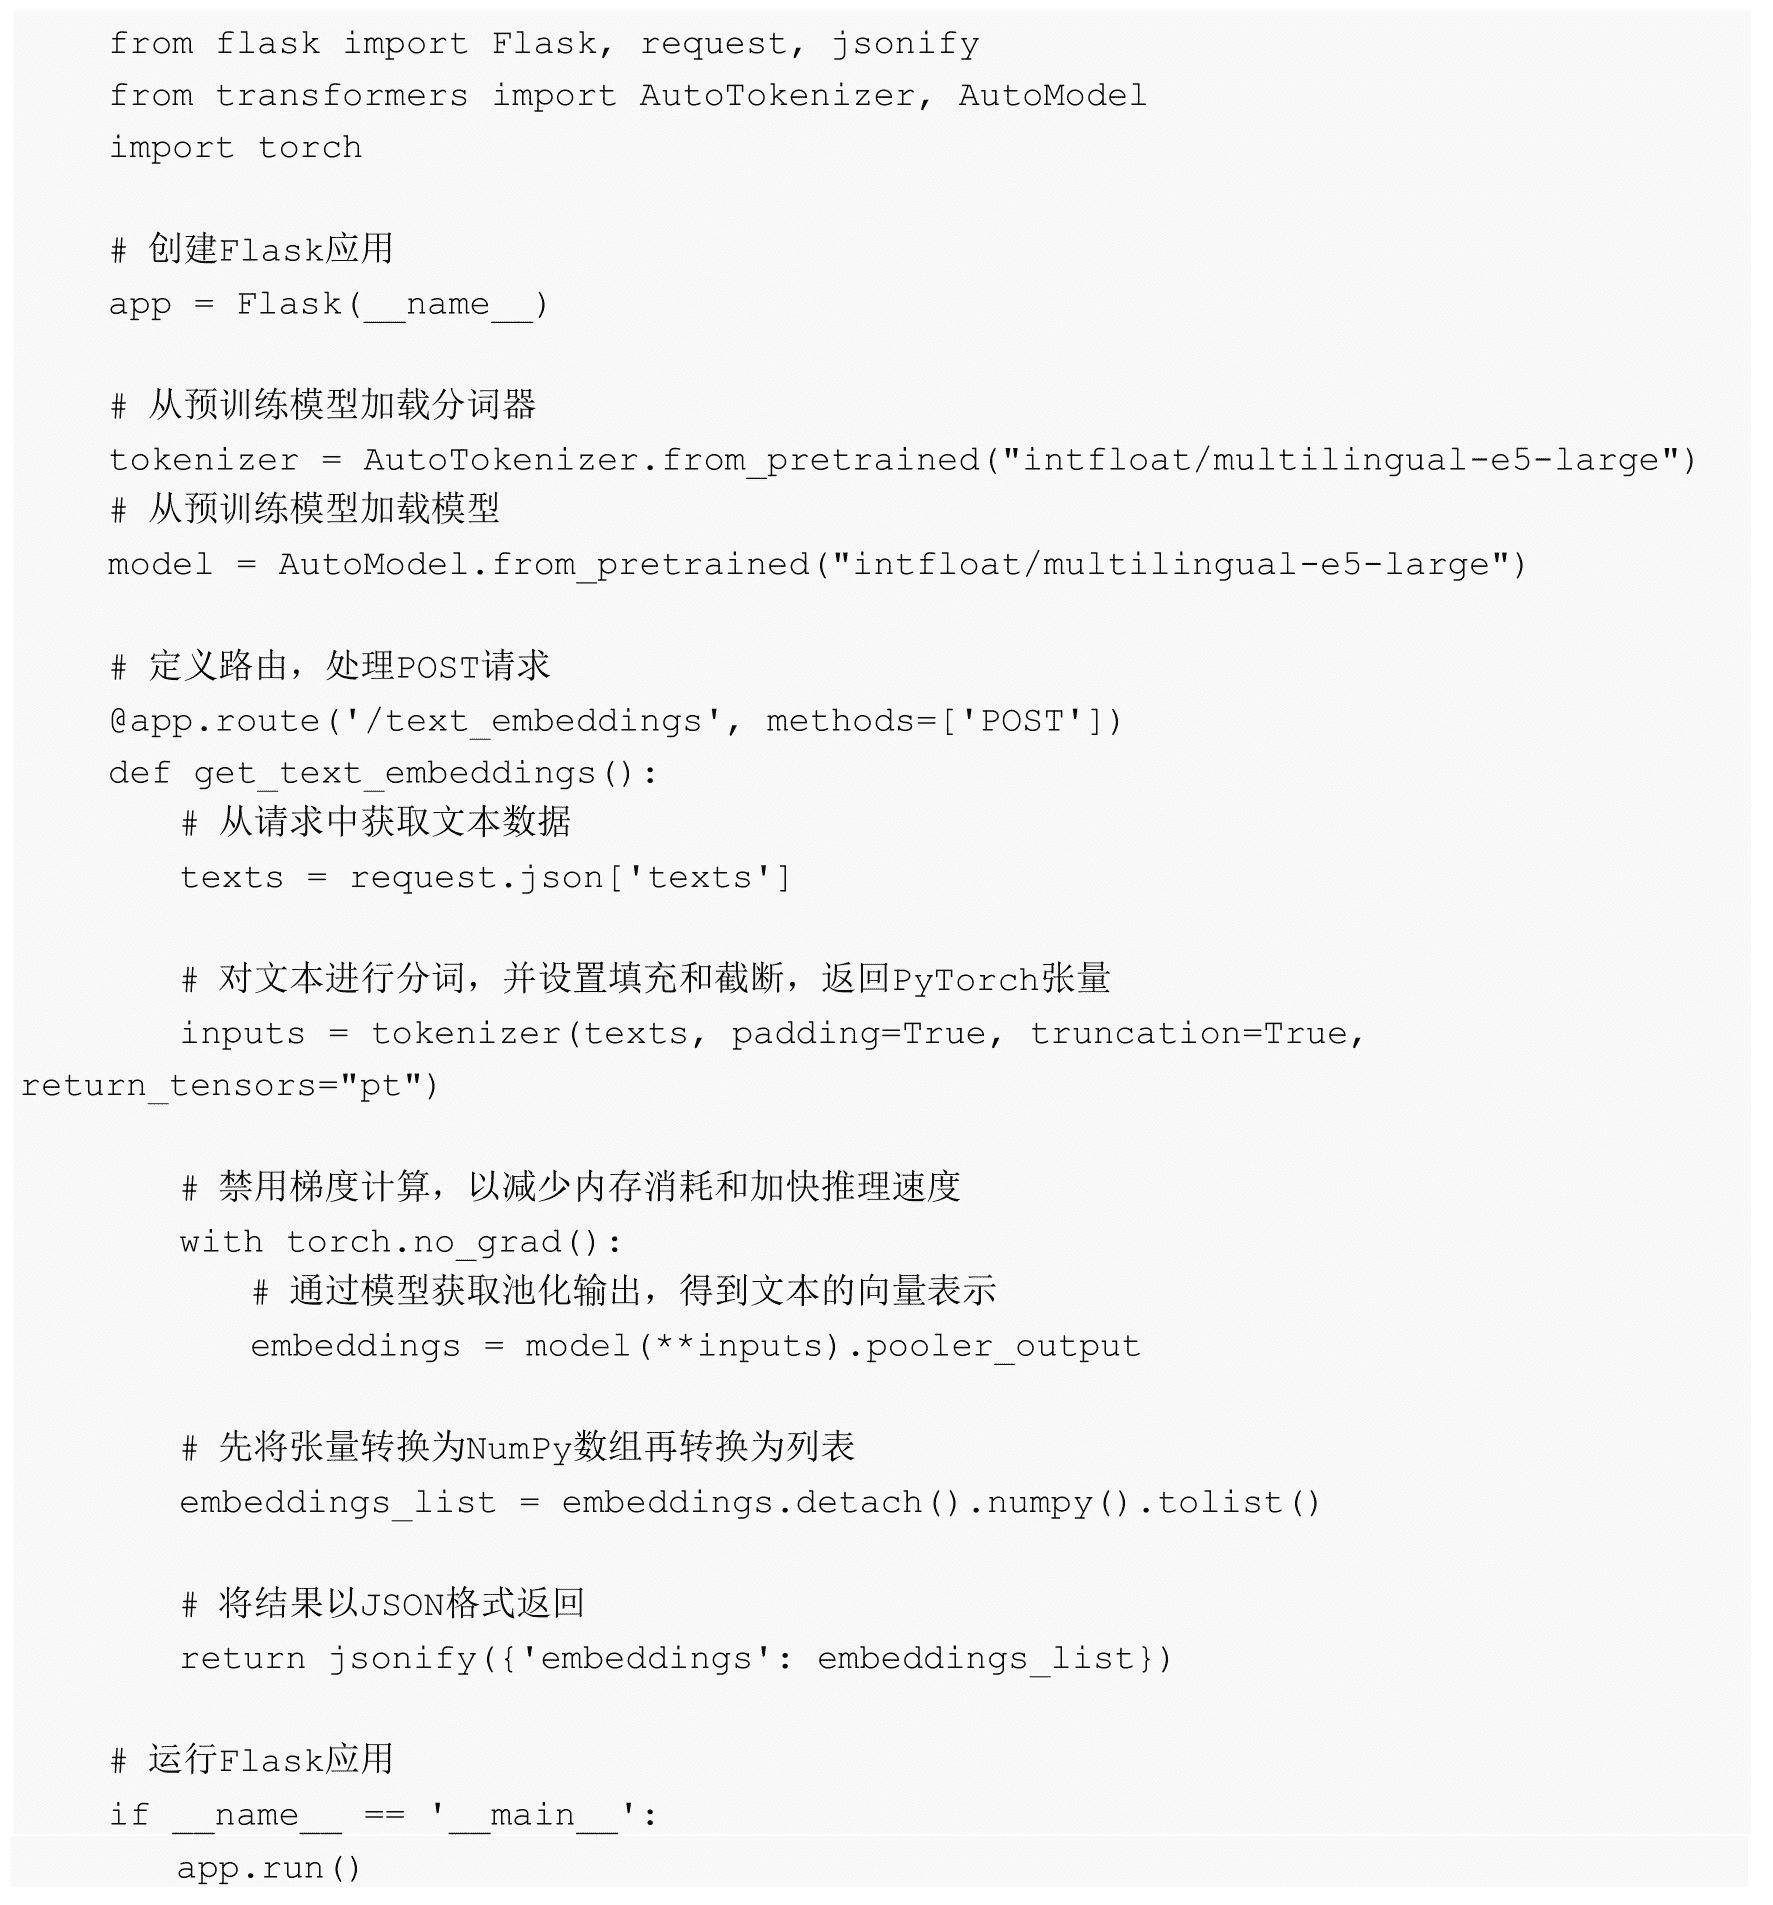 from flask import Flask, request, jsonify
from transformers import AutoTokenizer, AutoModel
import torch
# 创建Flask应用
app = Flask(__name__)
# 从预训练模型加载分词器
tokenizer = AutoTokenizer.from_pretrained("intfloat/multilingual-e5-large")
# 从预训练模型加载模型
model = AutoModel.from_pretrained("intfloat/multilingual-e5-large")
# 定义路由，处理POST请求
@app.route('/text_embeddings', methods=['POST'])
def get_text_embeddings():
    # 从请求中获取文本数据
    texts = request.json['texts']
    # 对文本进行分词，并设置填充和截断，返回PyTorch张量
    inputs = tokenizer(texts, padding=True, truncation=True,
return_tensors="pt")
    # 禁用梯度计算，以减少内存消耗和加快推理速度
    with torch.no_grad():
        # 通过模型获取池化输出，得到文本的向量表示
        embeddings = model(**inputs).pooler_output
    # 先将张量转换为NumPy数组再转换为列表
    embeddings_list = embeddings.detach().numpy().tolist()
    # 将结果以JSON格式返回
    return jsonify({'embeddings': embeddings_list})
# 运行Flask应用
if __name__ == '__main__':
    app.run()